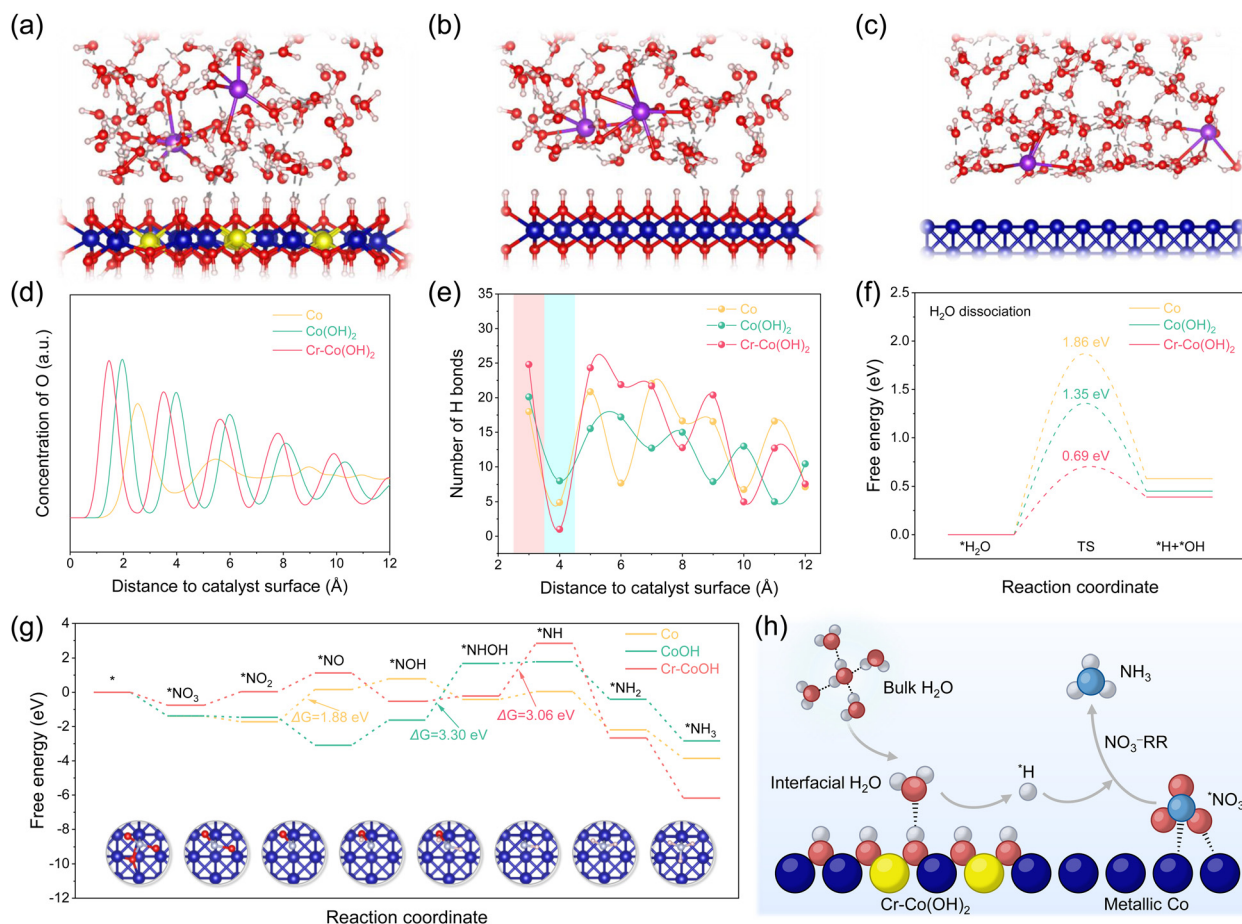 (a)
(b)
(c)
(d)
Concentration of O (a.u.)
Co
Co(OH)₂
Cr-Co(OH)₂
0 2 4 6 8 10 12
Distance to catalyst surface (Å)
(e)
Number of H bonds
35
30
25
20
15
10
5
0
Co
Co(OH)₂
Cr-Co(OH)₂
2 3 4 5 6 7 8 9 10 11 12
Distance to catalyst surface (Å)
(f)
Free energy (eV)
2.5
2.0
1.5
1.0
0.5
0.0
H₂O dissociation
Co
Co(OH)₂
Cr-Co(OH)₂
1.86 eV
1.35 eV
0.69 eV
*H₂O TS *H+*OH
Reaction coordinate
(g)
Free energy (eV)
4
2
0
-2
-4
-6
-8
-10
-12
*
*NO₃
*NO₂
*NO
*NOH
*NHOH
*NH
*NH₂
*NH₃
Co
CoOH
Cr-CoOH
ΔG=1.88 eV
ΔG=3.30 eV
ΔG=3.06 eV
Reaction coordinate
(h)
Bulk H₂O
NH₃
NO₃⁻RR
Interfacial H₂O
*H
*NO₃
Cr-Co(OH)₂
Metallic Co